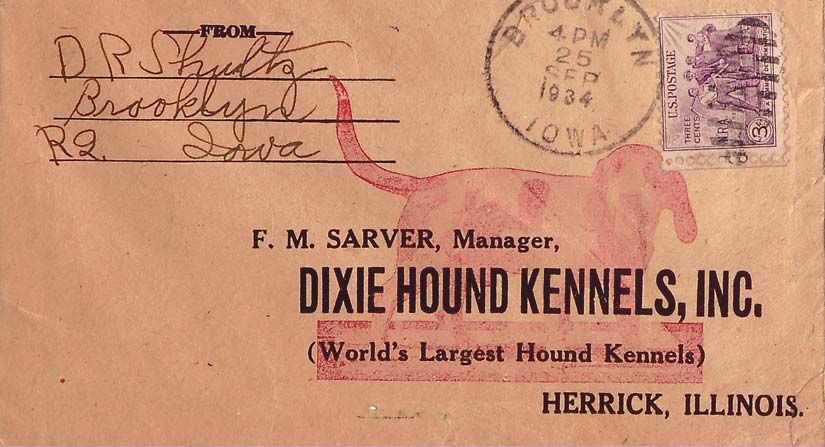 FROM
D R Shultz
Brooklyn
R2. Iowa
BROOKLYN
4 PM
25
SEP
1934
IOWA
U.S. POSTAGE
THREE CENTS
NRA
3¢
F. M. SARVER, Manager,
DIXIE HOUND KENNELS, INC.
(World's Largest Hound Kennels)
HERRICK, ILLINOIS.